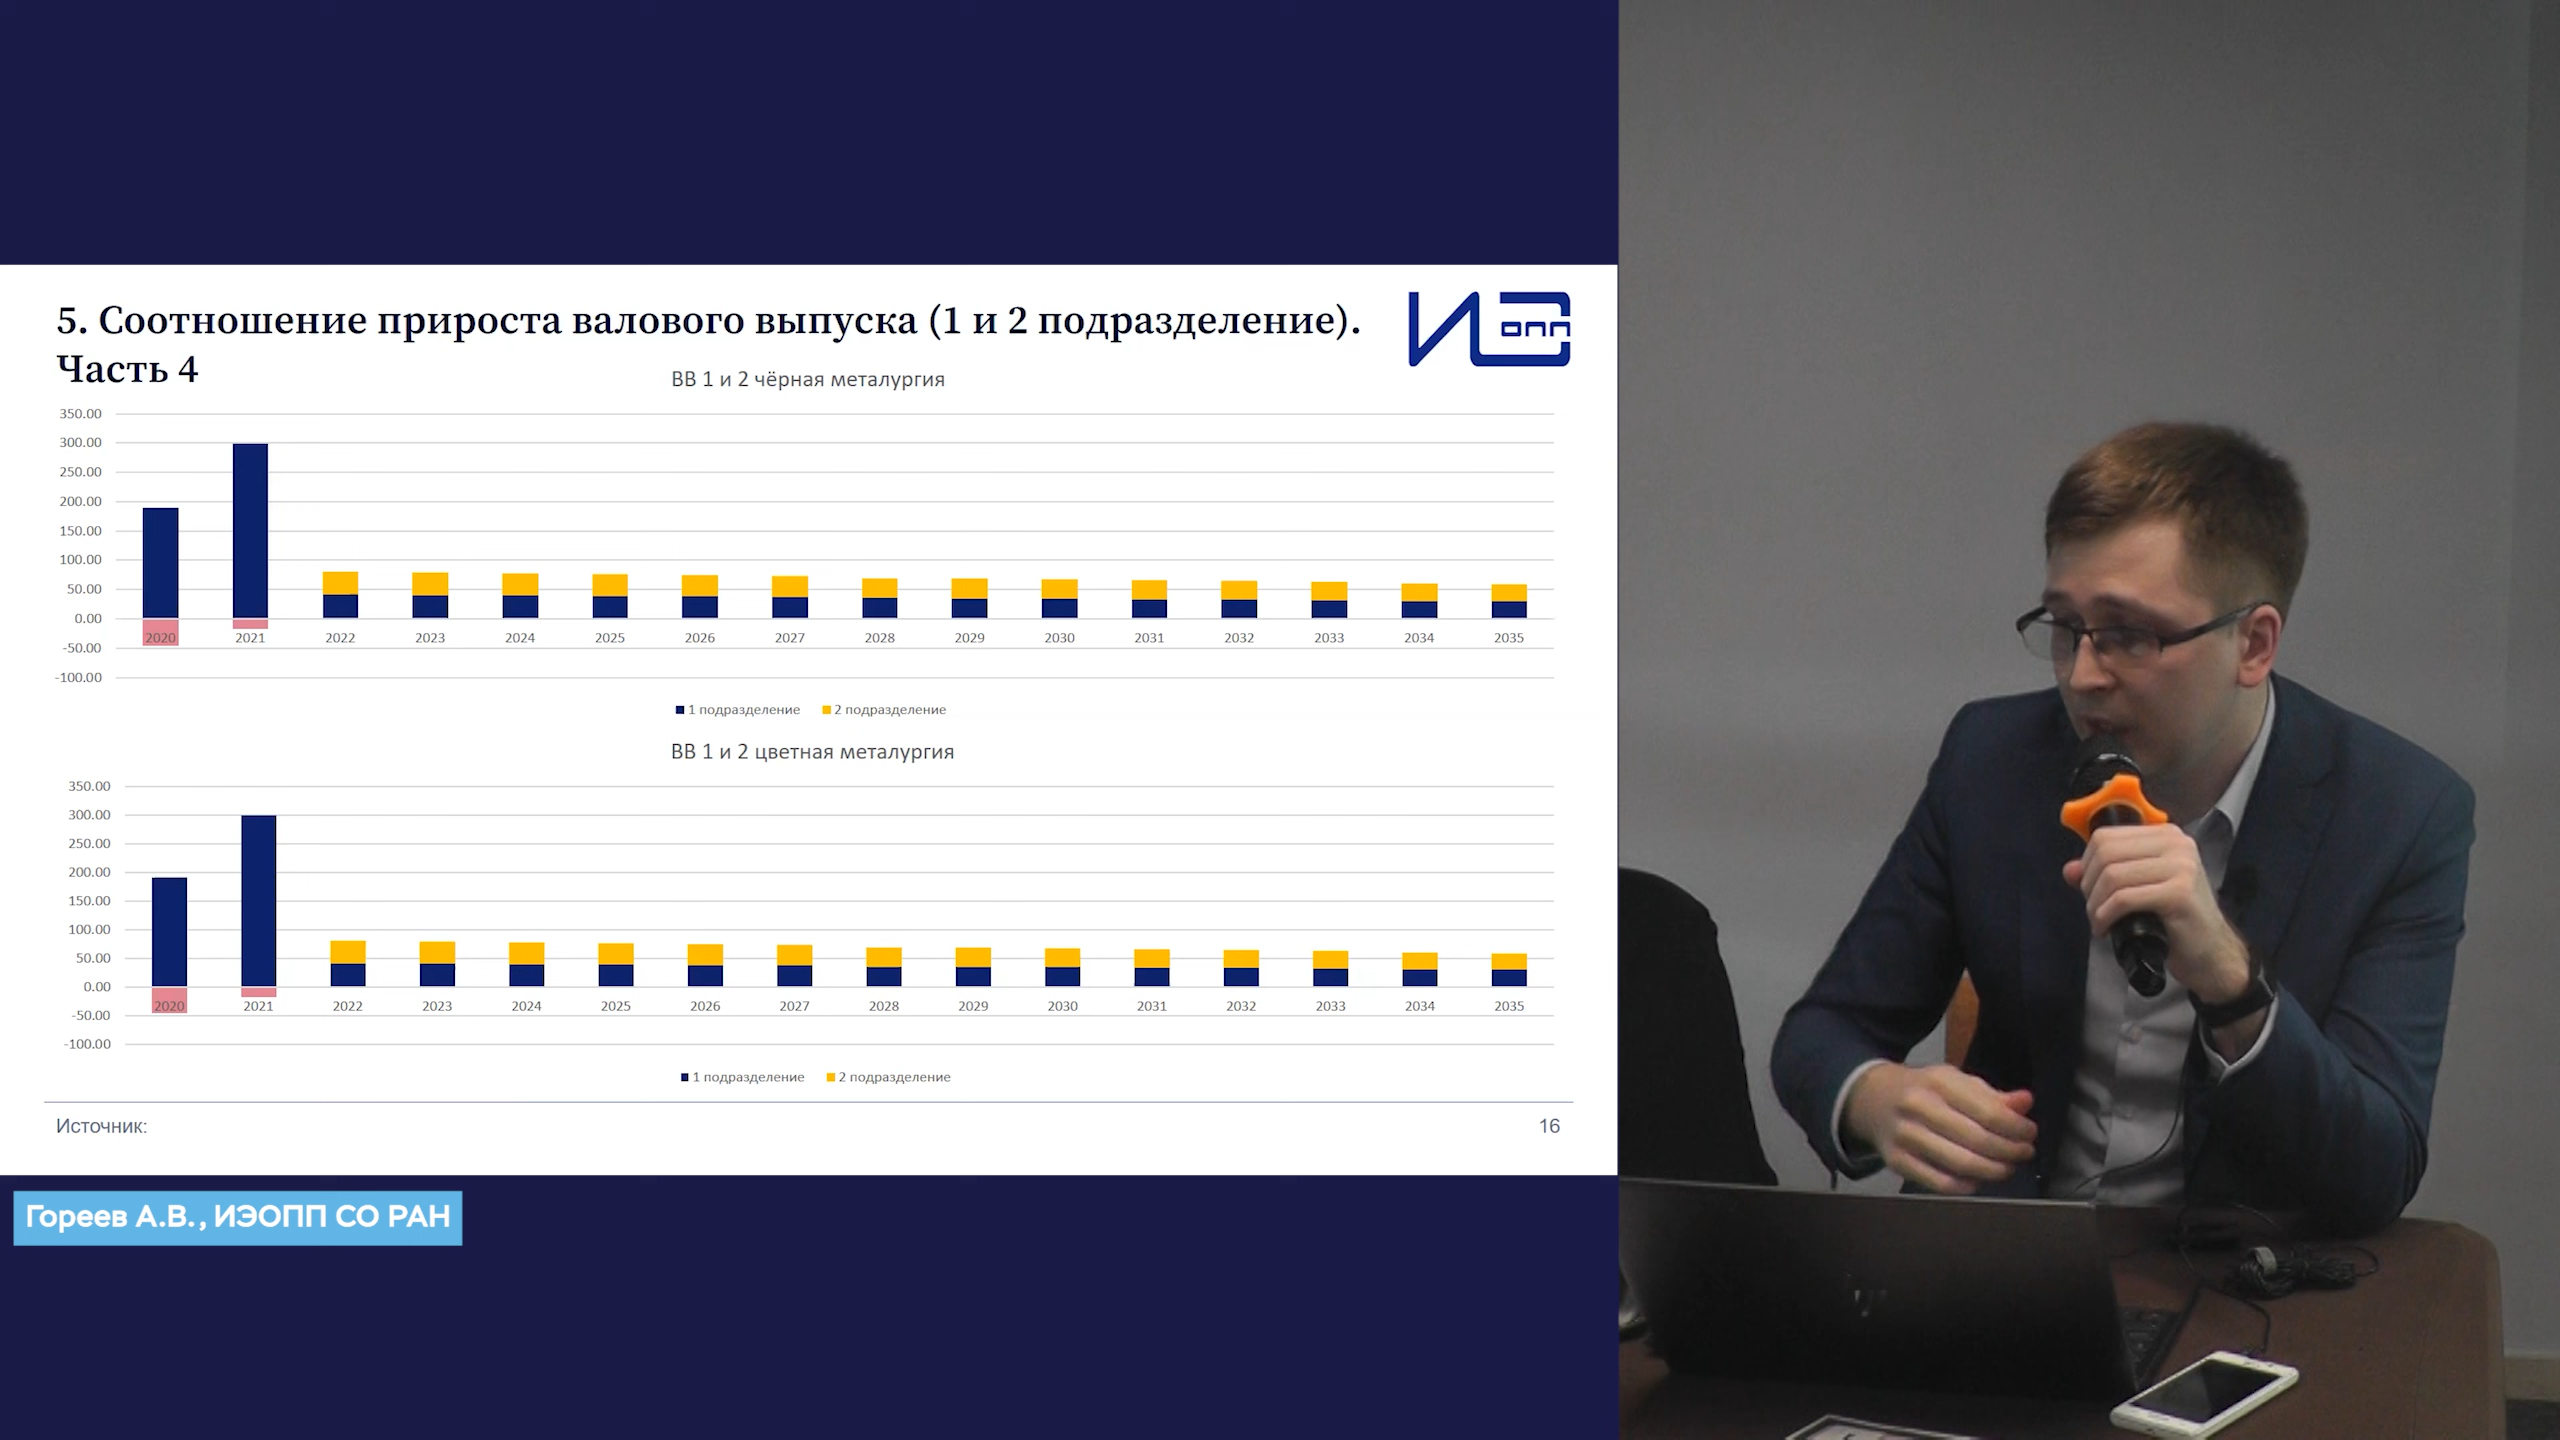 5. Соотношение прироста валового выпуска (1 и 2 подразделение).
Часть 4
ИЭ
опп
ВВ 1 и 2 чёрная металургия
350.00
300.00
250.00
200.00
150.00
100.00
50.00
0.00
-50.00
-100.00
2020 2021 2022 2023 2024 2025 2026 2027 2028 2029 2030 2031 2032 2033 2034 2035
1 подразделение 2 подразделение
ВВ 1 и 2 цветная металургия
350.00
300.00
250.00
200.00
150.00
100.00
50.00
0.00
-50.00
-100.00
2020 2021 2022 2023 2024 2025 2026 2027 2028 2029 2030 2031 2032 2033 2034 2035
1 подразделение 2 подразделение
Источник:
16
Гореев А.В., ИЭОПП СО РАН